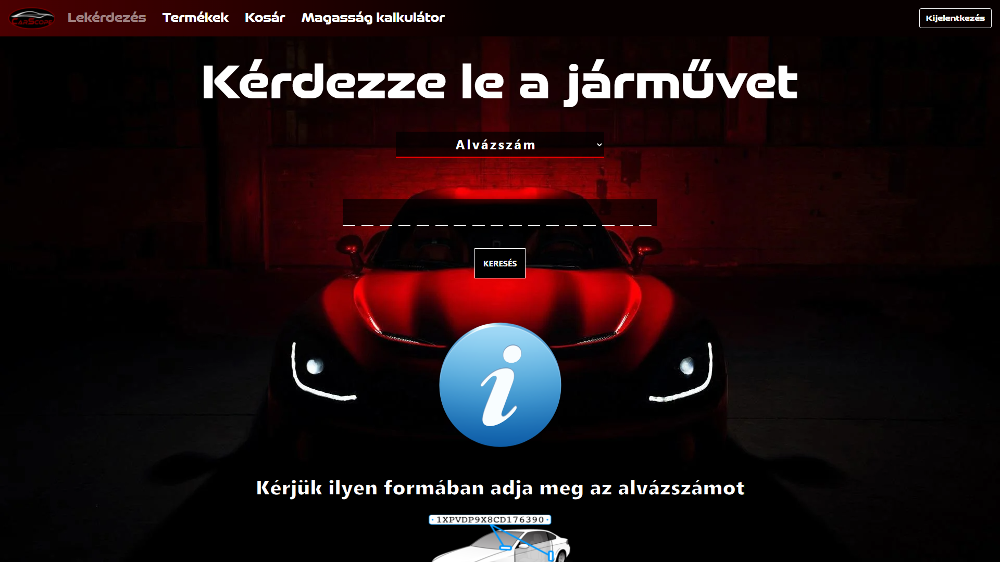 CarScope
Lekérdezés
Termékek
Kosár
Magasság kalkulátor
Kijelentkezés
Kérdezze le a járművet
Alvázszám
KERESÉS
i
Kérjük ilyen formában adja meg az alvázszámot
1XPVDP9X8CD176390